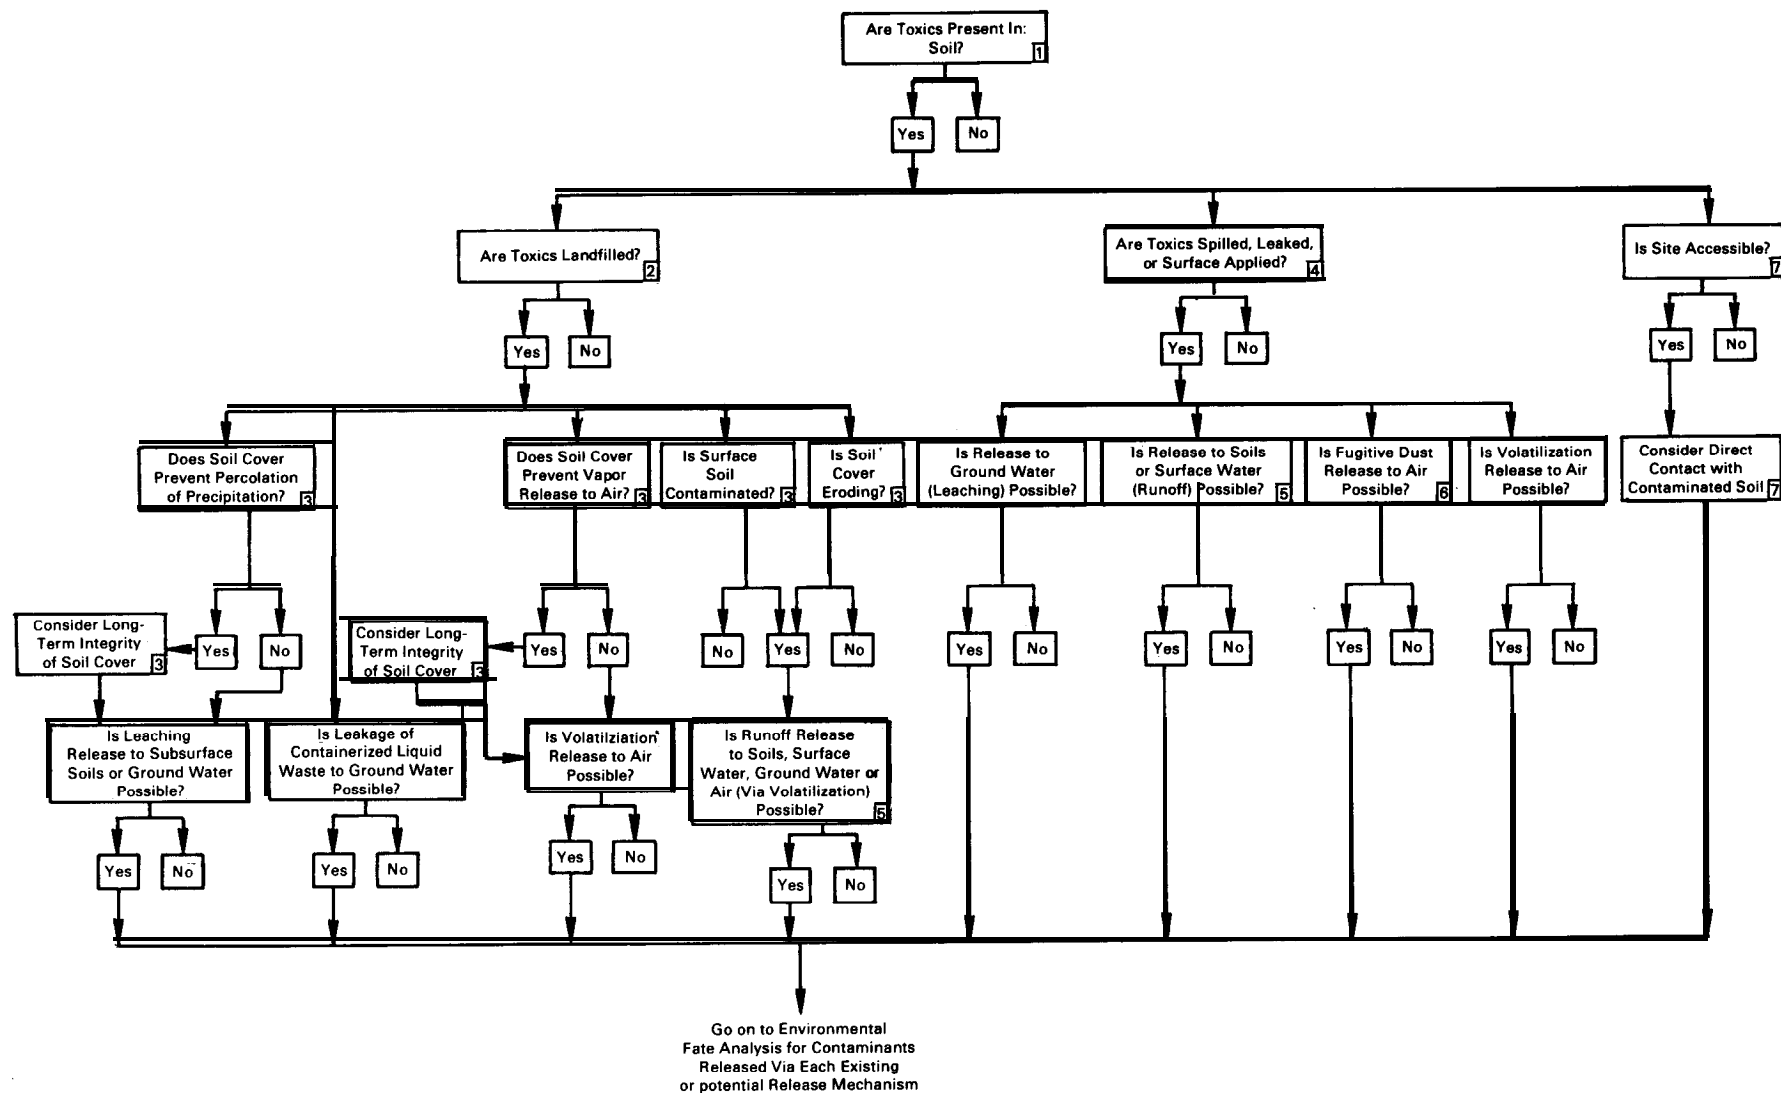 Are Toxics Present In:
Soil?
1
Yes
No
Are Toxics Landfilled?
2
Are Toxics Spilled, Leaked,
or Surface Applied?
4
Is Site Accessible?
7
Yes
No
Yes
No
Yes
No
Does Soil Cover
Prevent Percolation
of Precipitation?
3
Does Soil Cover
Prevent Vapor
Release to Air?
3
Is Surface
Soil
Contaminated?
3
Is Soil
Cover
Eroding?
3
Is Release to
Ground Water
(Leaching) Possible?
Is Release to Soils
or Surface Water
(Runoff) Possible?
5
Is Fugitive Dust
Release to Air
Possible?
6
Is Volatilization
Release to Air
Possible?
Consider Direct
Contact with
Contaminated Soil
7
Consider Long-
Term Integrity
of Soil Cover
3
Yes
No
Consider Long-
Term Integrity
of Soil Cover
3
Yes
No
No
Yes
No
Yes
No
Yes
No
Yes
No
Yes
No
Is Leaching
Release to Subsurface
Soils or Ground Water
Possible?
Is Leakage of
Containerized Liquid
Waste to Ground Water
Possible?
Is Volatilziation
Release to Air
Possible?
Is Runoff Release
to Soils, Surface
Water, Ground Water or
Air (Via Volatilization)
Possible?
5
Yes
No
Yes
No
Yes
No
Yes
No
Go on to Environmental
Fate Analysis for Contaminants
Released Via Each Existing
or potential Release Mechanism